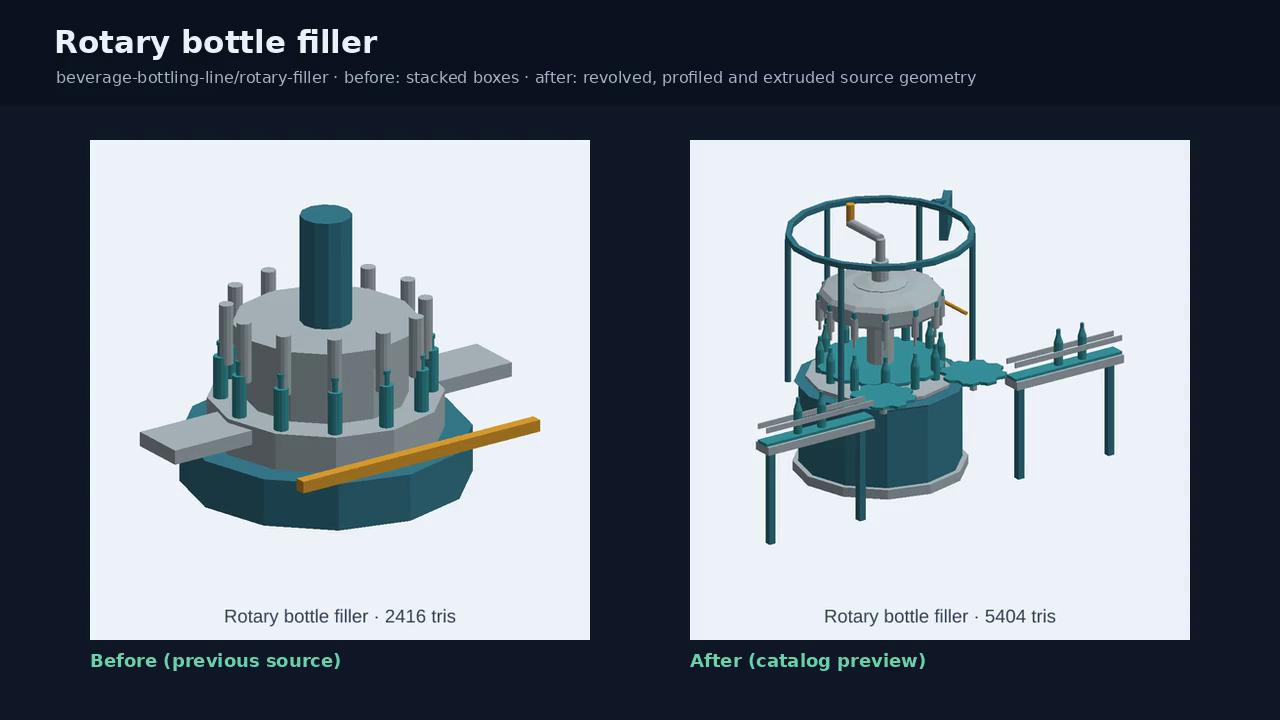 Rotary bottle filler
beverage-bottling-line/rotary-filler · before: stacked boxes · after: revolved, profiled and extruded source geometry
Rotary bottle filler · 2416 tris
Rotary bottle filler · 5404 tris
Before (previous source)
After (catalog preview)